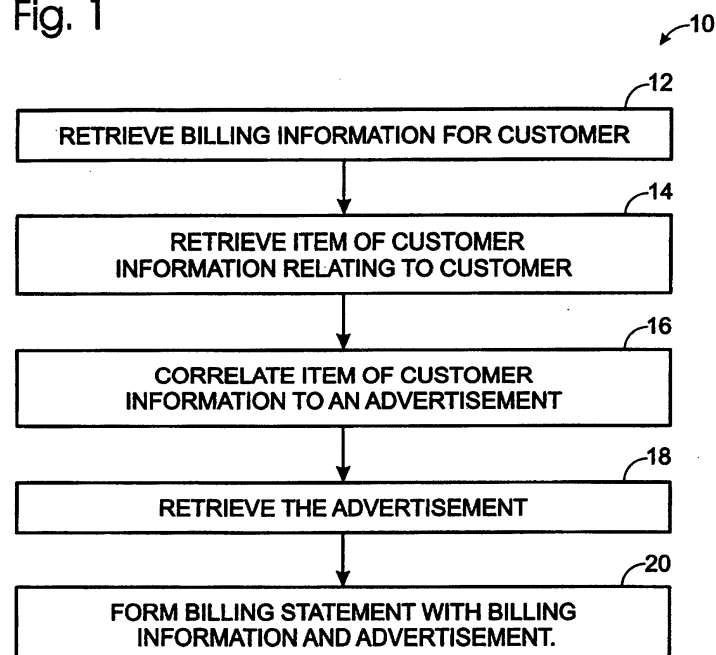 Fig. 1
10
12
RETRIEVE BILLING INFORMATION FOR CUSTOMER
14
RETRIEVE ITEM OF CUSTOMER
INFORMATION RELATING TO CUSTOMER
16
CORRELATE ITEM OF CUSTOMER
INFORMATION TO AN ADVERTISEMENT
18
RETRIEVE THE ADVERTISEMENT
20
FORM BILLING STATEMENT WITH BILLING
INFORMATION AND ADVERTISEMENT.